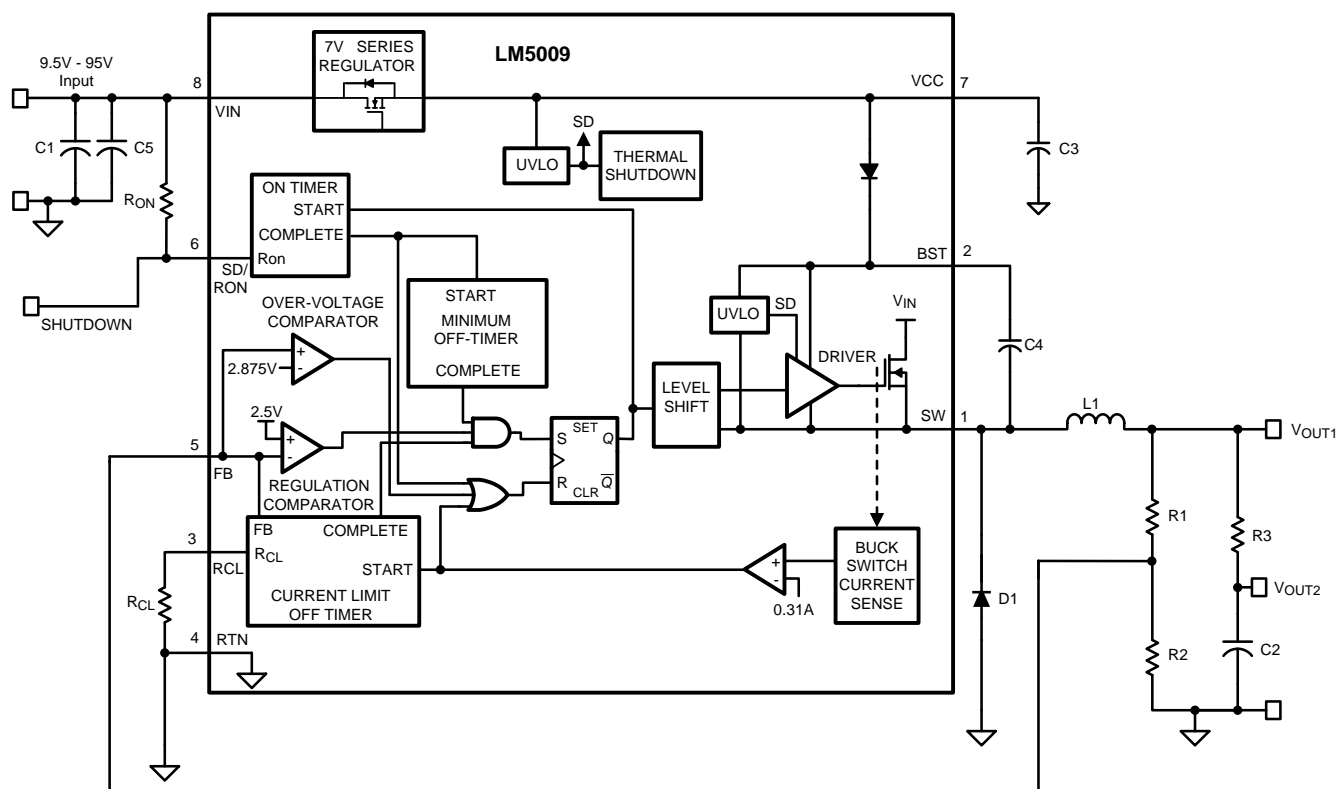 LM5009
7V SERIES
REGULATOR
9.5V - 95V
Input
8
VIN
VCC
7
C1
C5
C3
SD
UVLO
THERMAL
SHUTDOWN
RON
ON TIMER
START
COMPLETE
Ron
6
SD/
RON
SHUTDOWN
BST
2
OVER-VOLTAGE
COMPARATOR
+
-
2.875V
START
MINIMUM
OFF-TIMER
COMPLETE
UVLO
SD
VIN
DRIVER
C4
LEVEL
SHIFT
SW
1
L1
VOUT1
2.5V
+
-
5
FB
REGULATION
COMPARATOR
S
SET
Q
R
CLR
Q
FB
COMPLETE
RCL
START
CURRENT LIMIT
OFF TIMER
3
RCL
RCL
4
RTN
+
-
0.31A
BUCK
SWITCH
CURRENT
SENSE
D1
R1
R3
VOUT2
R2
C2